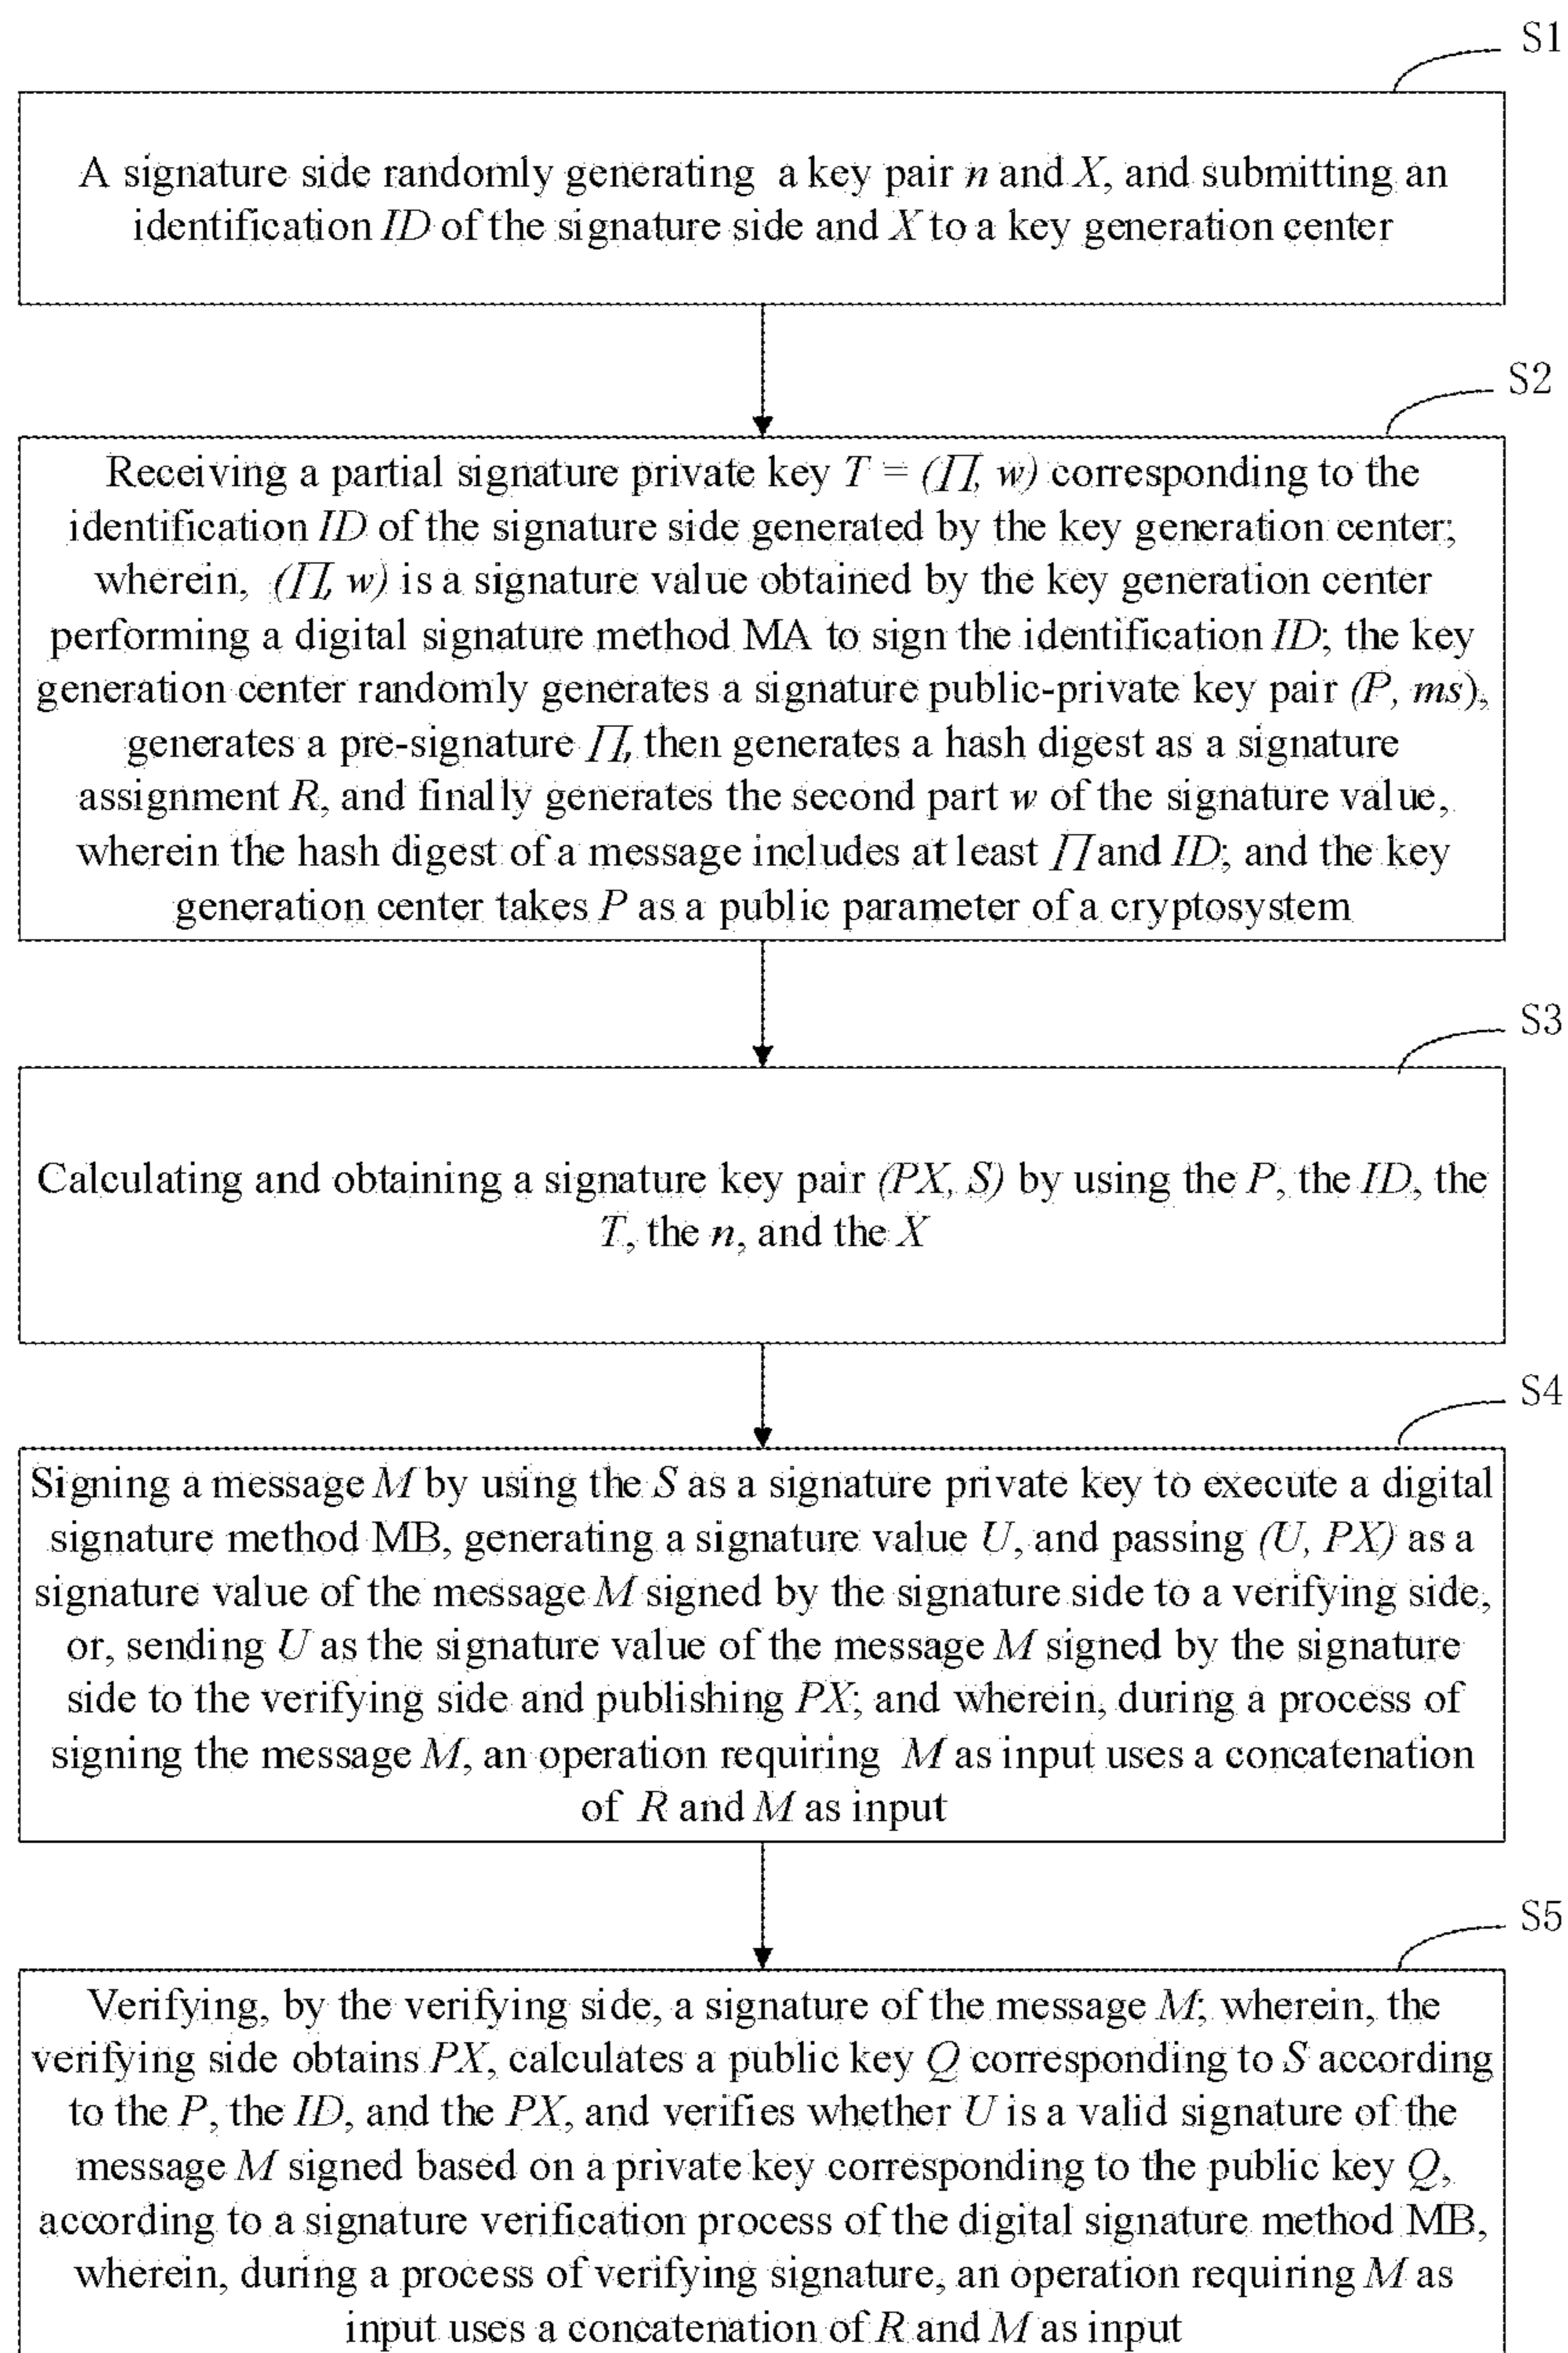 S1
A signature side randomly generating a key pair n and X, and submitting an
identification ID of the signature side and X to a key generation center
S2
Receiving a partial signature private key T = (∏, w) corresponding to the
identification ID of the signature side generated by the key generation center;
wherein, (∏, w) is a signature value obtained by the key generation center
performing a digital signature method MA to sign the identification ID; the key
generation center randomly generates a signature public-private key pair (P, ms),
generates a pre-signature ∏, then generates a hash digest as a signature
assignment R, and finally generates the second part w of the signature value,
wherein the hash digest of a message includes at least ∏ and ID; and the key
generation center takes P as a public parameter of a cryptosystem
S3
Calculating and obtaining a signature key pair (PX, S) by using the P, the ID, the
T, the n, and the X
S4
Signing a message M by using the S as a signature private key to execute a digital
signature method MB, generating a signature value U, and passing (U, PX) as a
signature value of the message M signed by the signature side to a verifying side,
or, sending U as the signature value of the message M signed by the signature
side to the verifying side and publishing PX; and wherein, during a process of
signing the message M, an operation requiring M as input uses a concatenation
of R and M as input
S5
Verifying, by the verifying side, a signature of the message M; wherein, the
verifying side obtains PX, calculates a public key Q corresponding to S according
to the P, the ID, and the PX, and verifies whether U is a valid signature of the
message M signed based on a private key corresponding to the public key Q,
according to a signature verification process of the digital signature method MB,
wherein, during a process of verifying signature, an operation requiring M as
input uses a concatenation of R and M as input